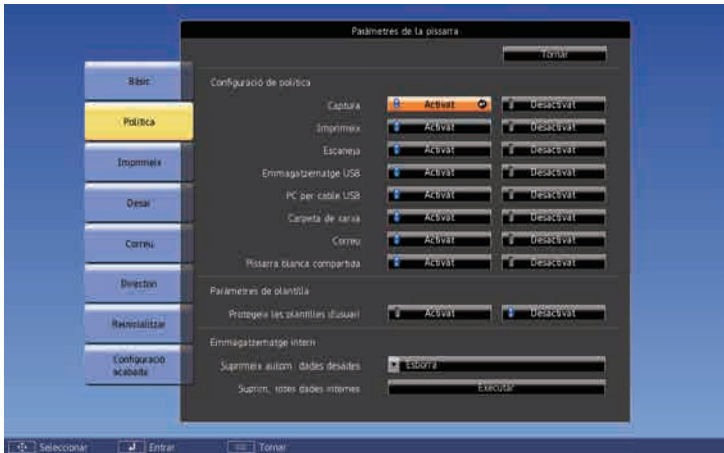 Paràmetres de la pissarra
Tornar
Bàsic
Política
Imprimeix
Desar
Correu
Directori
Reinicialitzar
Configuració
acabada
Configuració de política
Captura Activat Desactivat
Imprimeix Activat Desactivat
Escaneja Activat Desactivat
Emmagatzematge USB Activat Desactivat
PC per cable USB Activat Desactivat
Carpeta de xarxa Activat Desactivat
Correu Activat Desactivat
Pissarra blanca compartida Activat Desactivat
Paràmetres de plantilla
Protegeix les plantilles d'usuari Activat Desactivat
Emmagatzematge intern
Suprimeix autom. dades desades Esborra
Suprim. totes dades internes Executar
Seleccionar Entrar Tornar